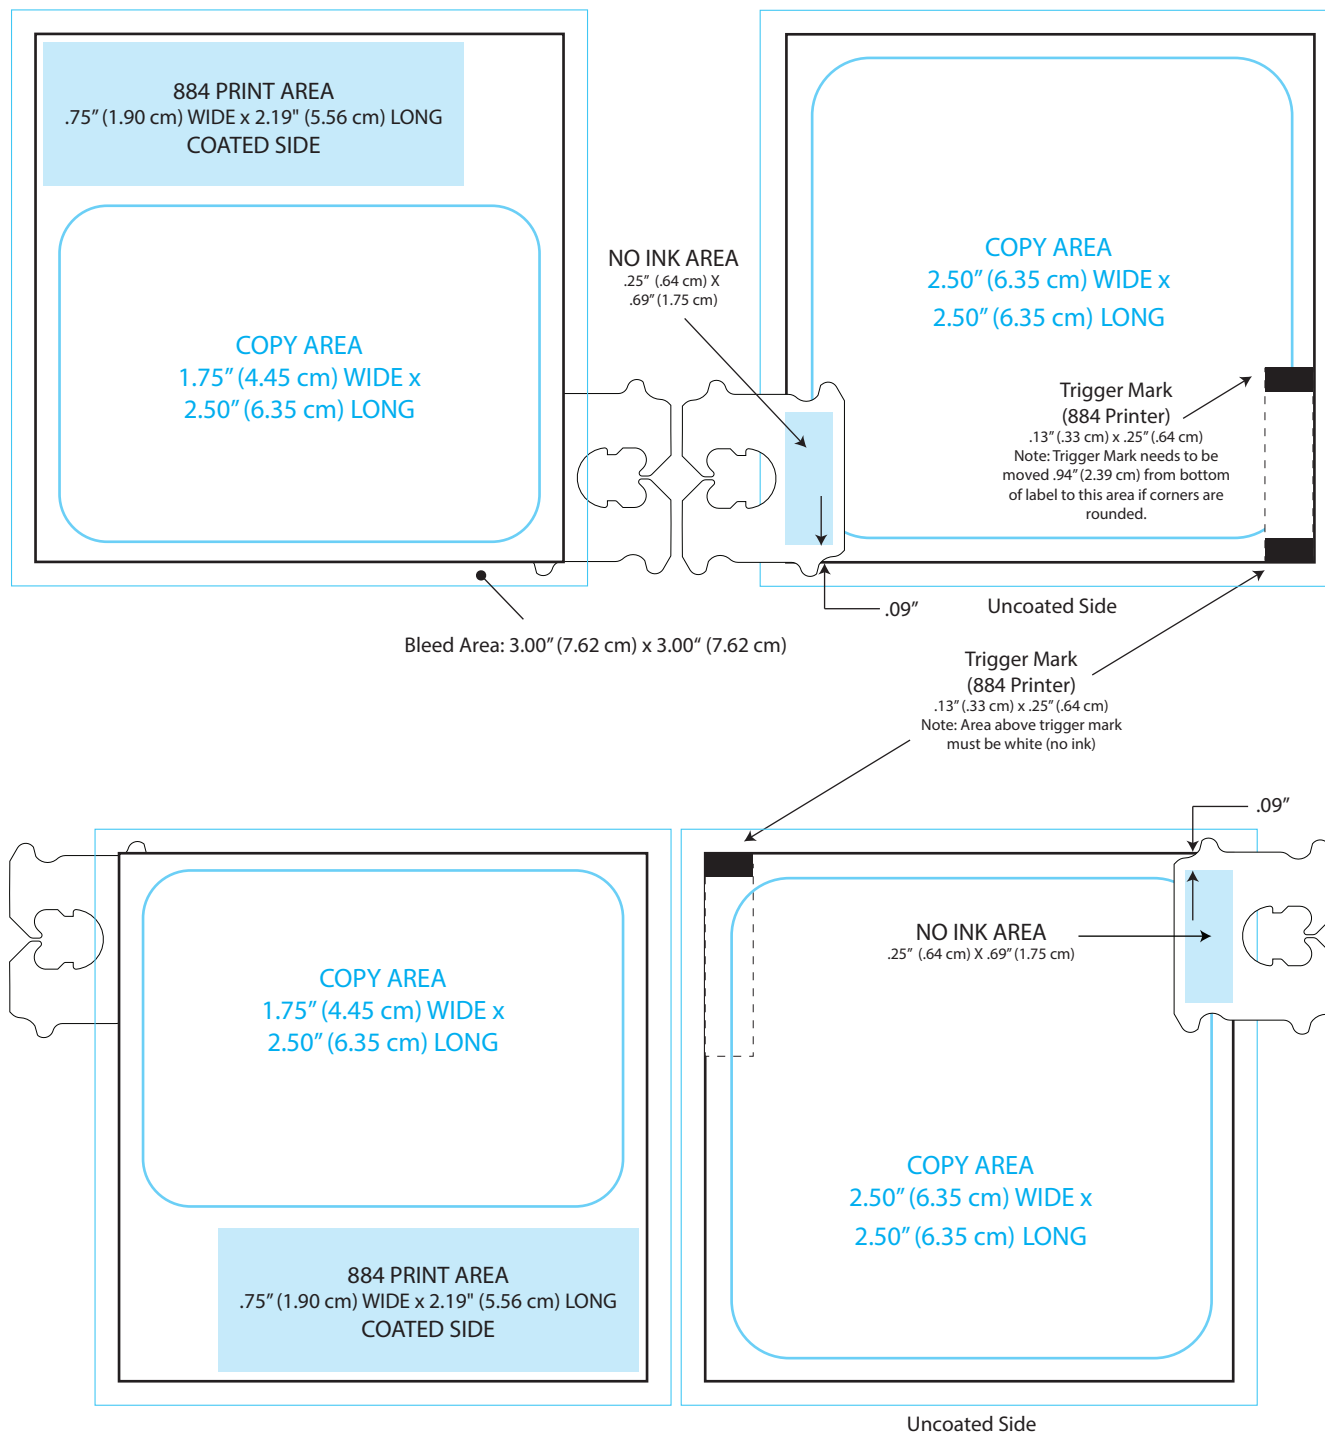 884 PRINT AREA
.75” (1.90 cm) WIDE x 2.19" (5.56 cm) LONG
COATED SIDE
COPY AREA
1.75” (4.45 cm) WIDE x
2.50” (6.35 cm) LONG
NO INK AREA
.25” (.64 cm) X
.69” (1.75 cm)
COPY AREA
2.50” (6.35 cm) WIDE x
2.50” (6.35 cm) LONG
Trigger Mark
(884 Printer)
.13” (.33 cm) x .25” (.64 cm)
Note: Trigger Mark needs to be
moved .94” (2.39 cm) from bottom
of label to this area if corners are
rounded.
.09”
Uncoated Side
Bleed Area: 3.00” (7.62 cm) x 3.00“ (7.62 cm)
Trigger Mark
(884 Printer)
.13” (.33 cm) x .25” (.64 cm)
Note: Area above trigger mark
must be white (no ink)
.09”
COPY AREA
1.75” (4.45 cm) WIDE x
2.50” (6.35 cm) LONG
884 PRINT AREA
.75” (1.90 cm) WIDE x 2.19" (5.56 cm) LONG
COATED SIDE
NO INK AREA
.25” (.64 cm) X .69” (1.75 cm)
COPY AREA
2.50” (6.35 cm) WIDE x
2.50” (6.35 cm) LONG
Uncoated Side